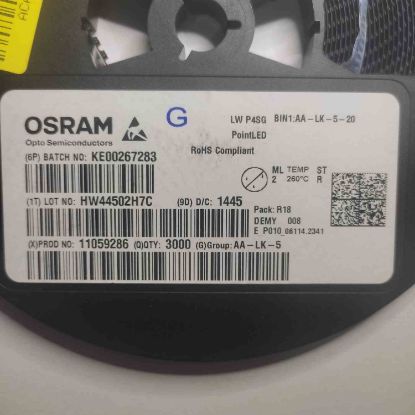 G
LW P4SG BIN1:AA-LK-5-20
OSRAM
PointLED
Opto Semiconductors
RoHS Compliant
(6P) BATCH NO: KE00267283
ML TEMP ST
2 260°C R
(1T) LOT NO: HW44502H7C (9D) D/C: 1445
Pack: R18
DEMY 008
E P010_06114.2341
(X)PROD NO: 11059286 (Q)QTY: 3000 (G)Group: AA-LK-5